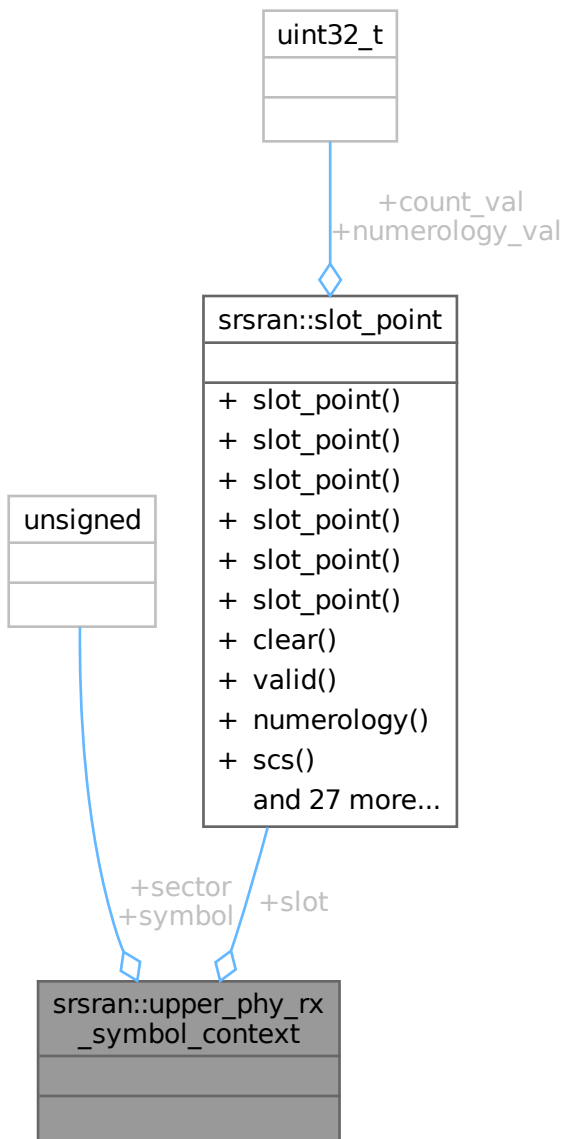 uint32_t
+count_val
+numerology_val
srsran::slot_point
+ slot_point()
+ slot_point()
+ slot_point()
+ slot_point()
+ slot_point()
+ slot_point()
+ clear()
+ valid()
+ numerology()
+ scs()
and 27 more...
unsigned
+sector
+symbol
+slot
srsran::upper_phy_rx
_symbol_context